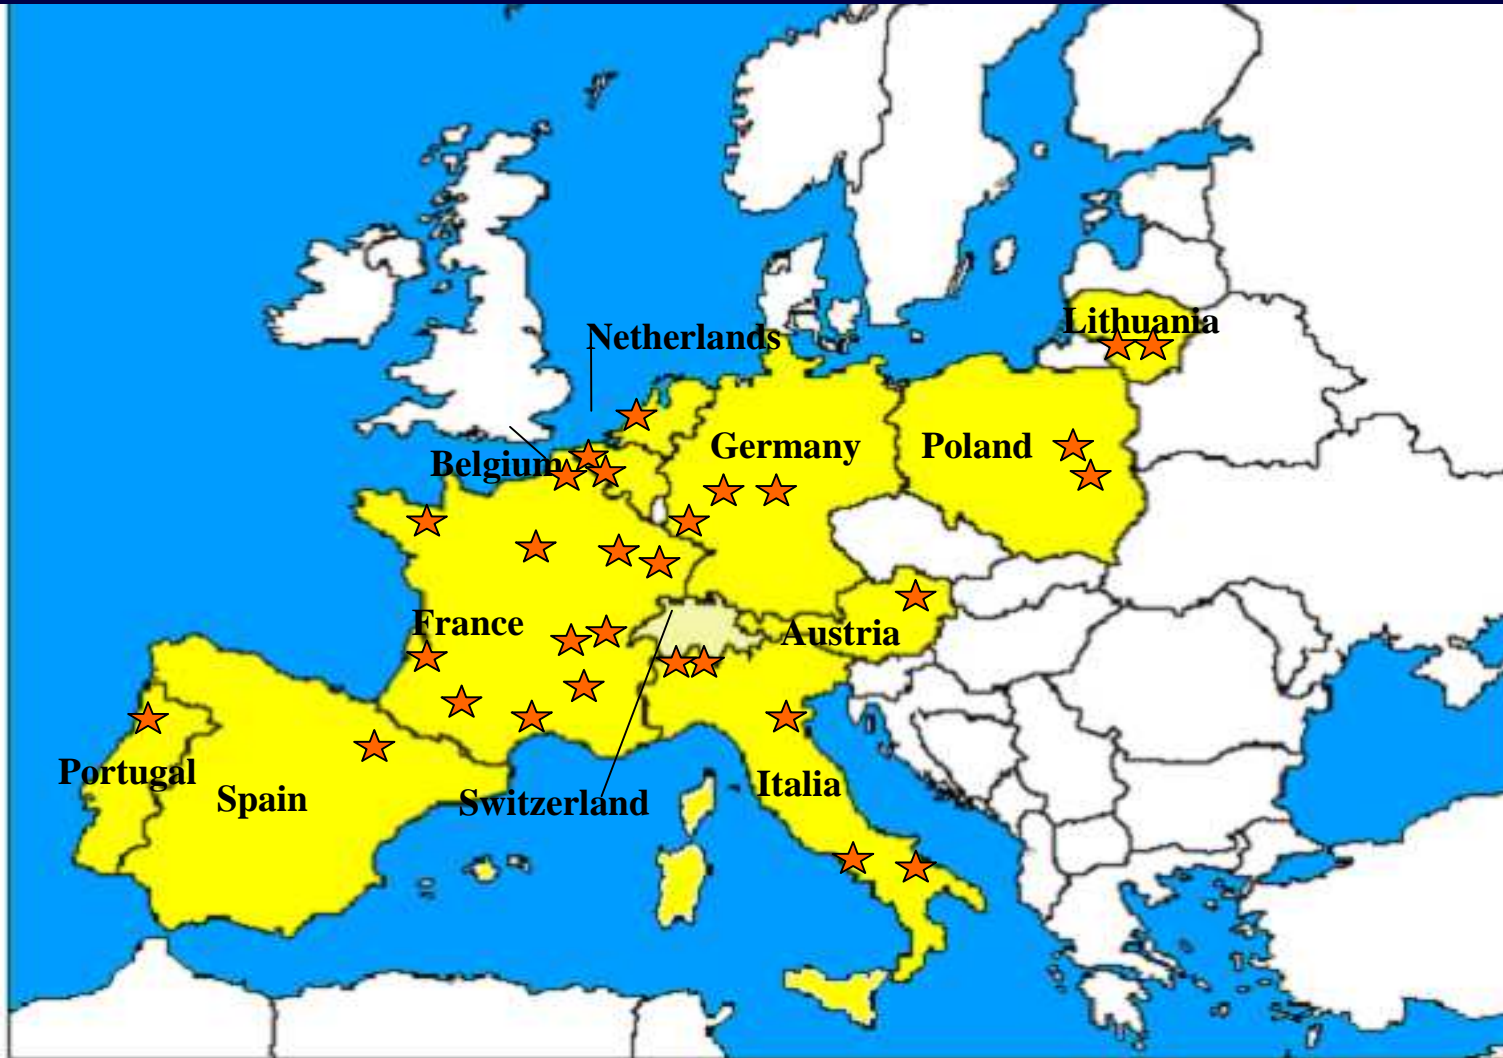 Lithuania
Netherlands
Germany
Poland
Belgium
France
Austria
Portugal
Spain
Switzerland
Italia